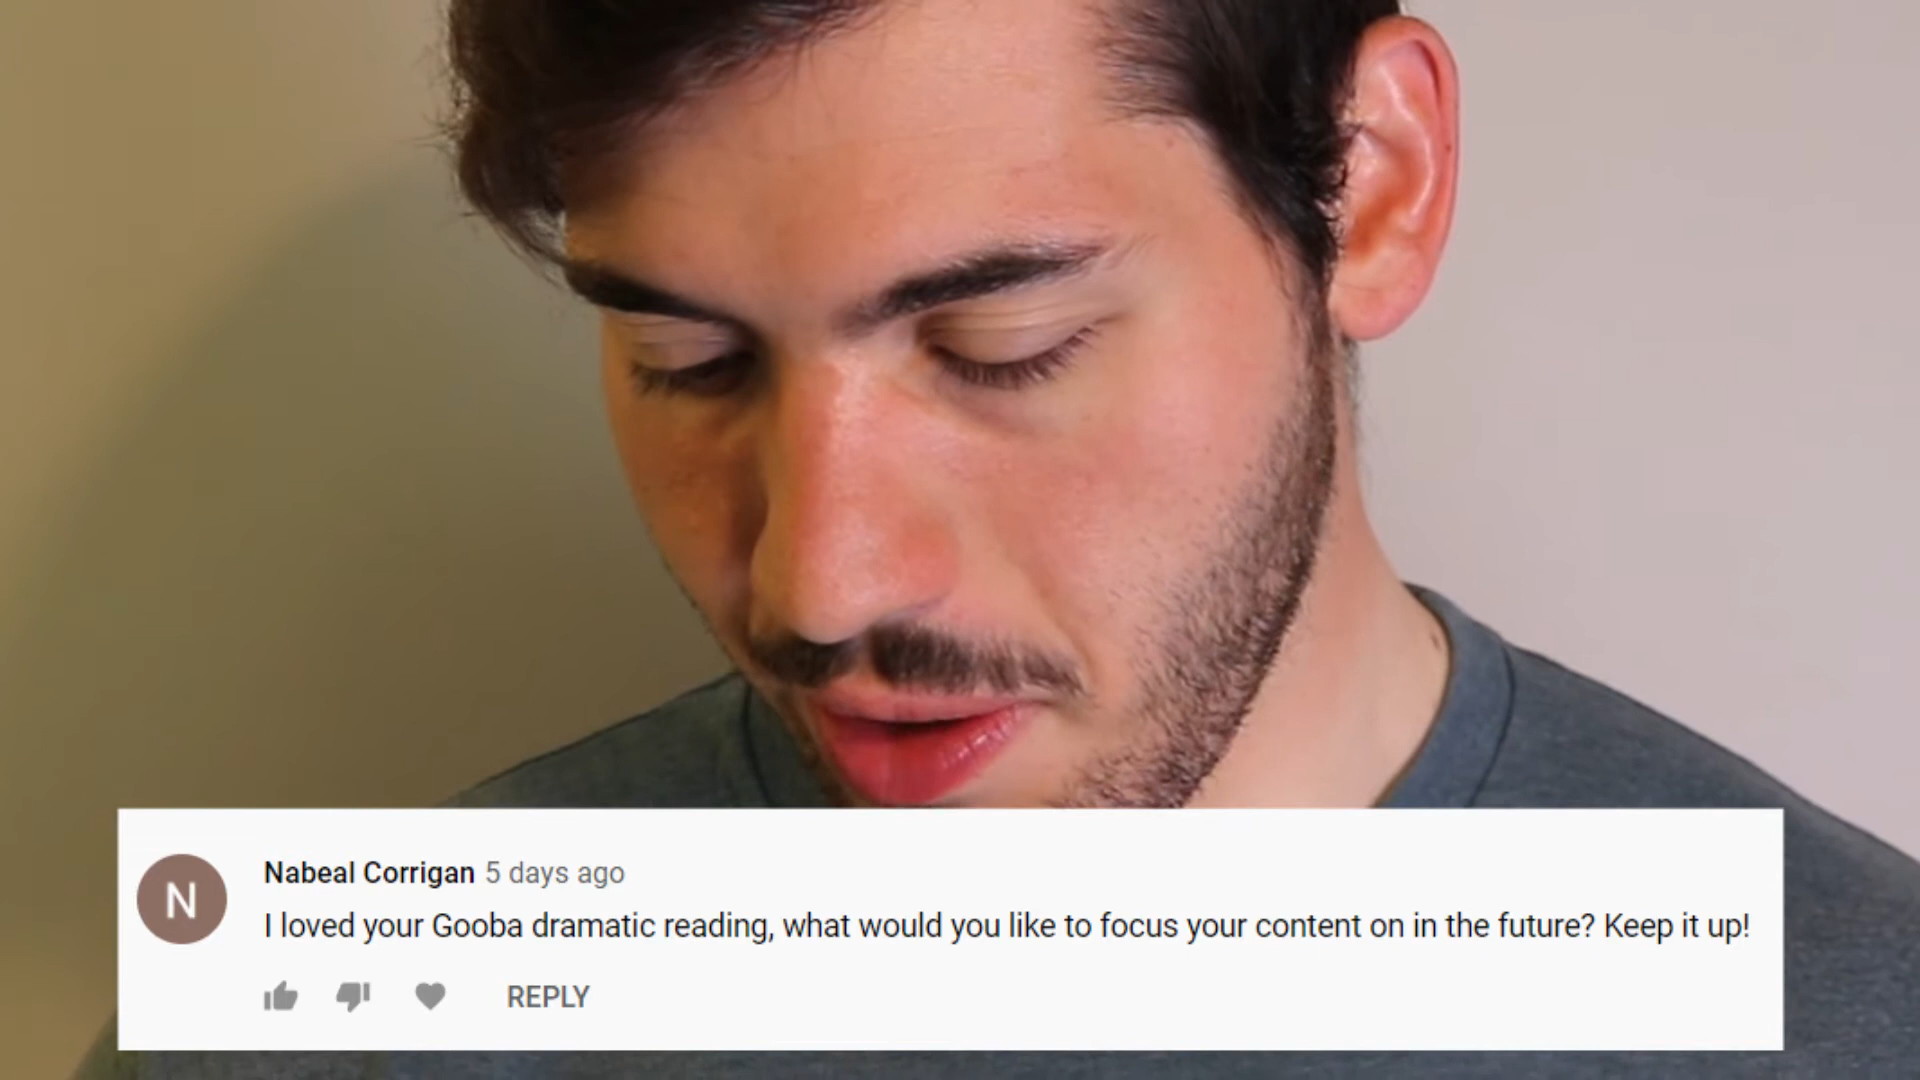 N
Nabeal Corrigan 5 days ago
I loved your Gooba dramatic reading, what would you like to focus your content on in the future? Keep it up!
REPLY